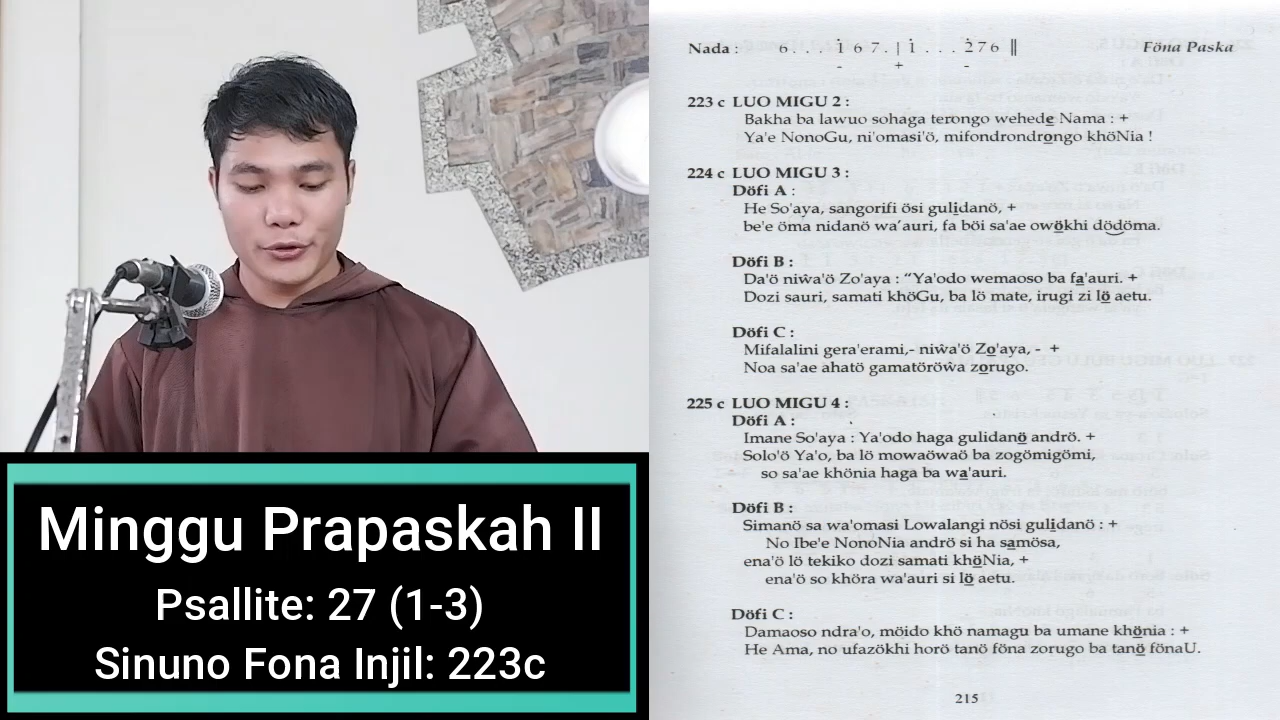 Minggu Prapaskah II
Psallite: 27 (1-3)
Sinuno Fona Injil: 223c
Nada : 6 . . . 1̇ 6 7 . | 1̇ . . . 2̇ 7 6 ‖ Föna Paska
- + -
223 c LUO MIGU 2 :
Bakha ba lawuo sohaga terongo wehede Nama : +
Ya'e NonoGu, ni'omasi'ö, mifondrondrongo khöNia !
224 c LUO MIGU 3 :
Döfi A :
He So'aya, sangorifi ösi gulidanö, +
be'e öma nidanö wa'auri, fa böi sa'ae owökhi dödöma.
Döfi B :
Da'ö niŵa'ö Zo'aya : "Ya'odo wemaoso ba fa'auri. +
Dozi sauri, samati khöGu, ba lö mate, irugi zi lö aetu.
Döfi C :
Mifalalini gera'erami,- niŵa'ö Zo'aya, - +
Noa sa'ae ahatö gamatöröŵa zorugo.
225 c LUO MIGU 4 :
Döfi A :
Imane So'aya : Ya'odo haga gulidanö andrö. +
Solo'ö Ya'o, ba lö mowaöwaö ba zogömigömi,
so sa'ae khönia haga ba wa'auri.
Döfi B :
Simanö sa wa'omasi Lowalangi nösi gulidanö : +
No Ibe'e NonoNia andrö si ha samösa,
ena'ö lö tekiko dozi samati khöNia, +
ena'ö so khöra wa'auri si lö aetu.
Döfi C :
Damaoso ndra'o, möido khö namagu ba umane khönia : +
He Ama, no ufazökhi horö tanö föna zorugo ba tanö fönaU.
215